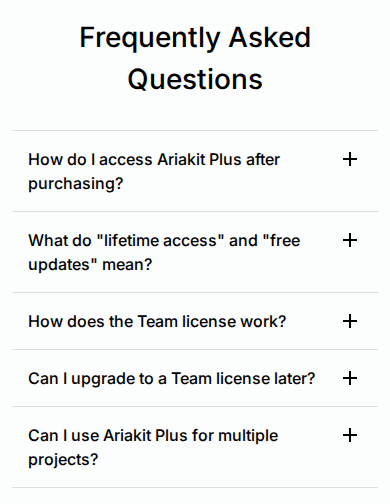 Frequently Asked
Questions
How do I access Ariakit Plus after
purchasing?
What do "lifetime access" and "free
updates" mean?
How does the Team license work?
Can I upgrade to a Team license later?
Can I use Ariakit Plus for multiple
projects?